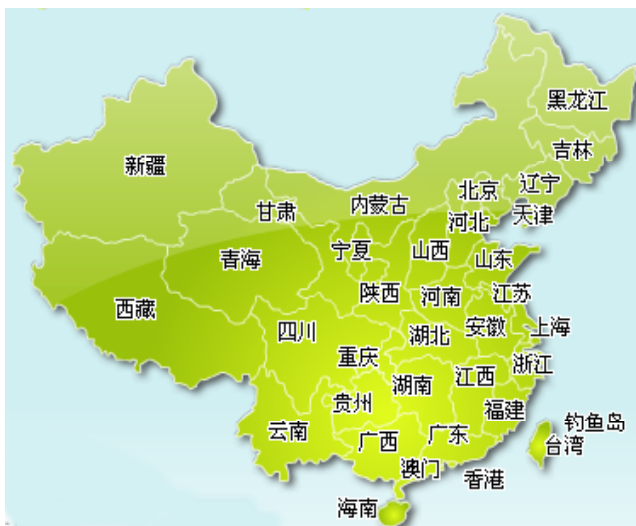 黑龙江
吉林
新疆
辽宁
北京
内蒙古
甘肃
天津
河北
宁夏
山西
青海
山东
陕西
河南
江苏
西藏
四川
湖北
安徽
上海
重庆
浙江
江西
湖南
贵州
福建
钓鱼岛
云南
广西
广东
台湾
澳门
香港
海南